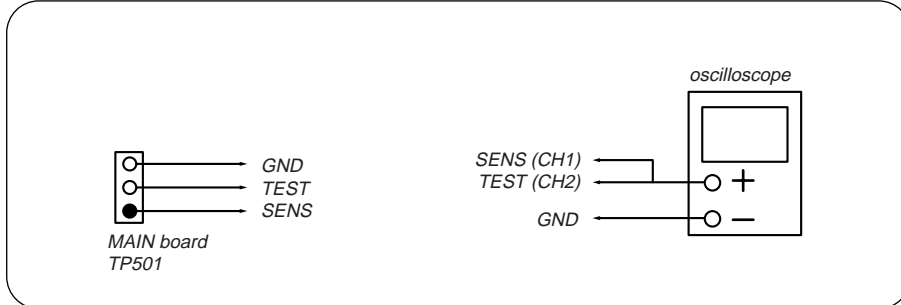 oscilloscope
GND
TEST
SENS
MAIN board
TP501
SENS (CH1)
TEST (CH2)
GND
+
–